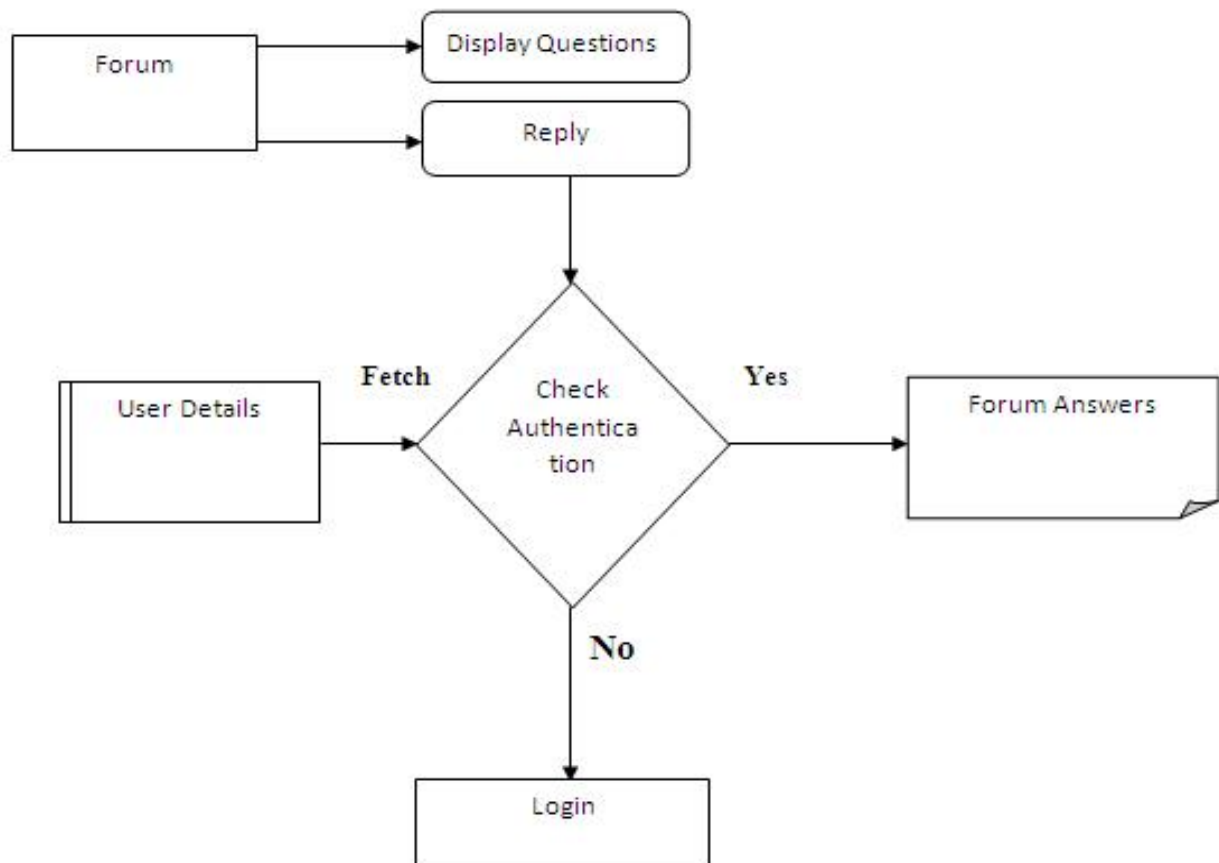 Forum
Display Questions
Reply
Fetch
Yes
User Details
Check
Authentica
tion
Forum Answers
No
Login